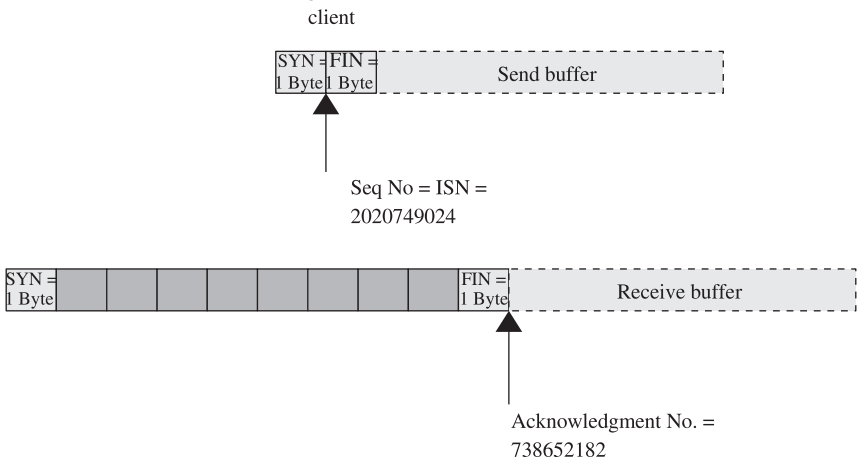 client
SYN = FIN =
1 Byte 1 Byte
Send buffer
Seq No = ISN =
2020749024
SYN =
1 Byte
FIN =
1 Byte
Receive buffer
Acknowledgment No. =
738652182